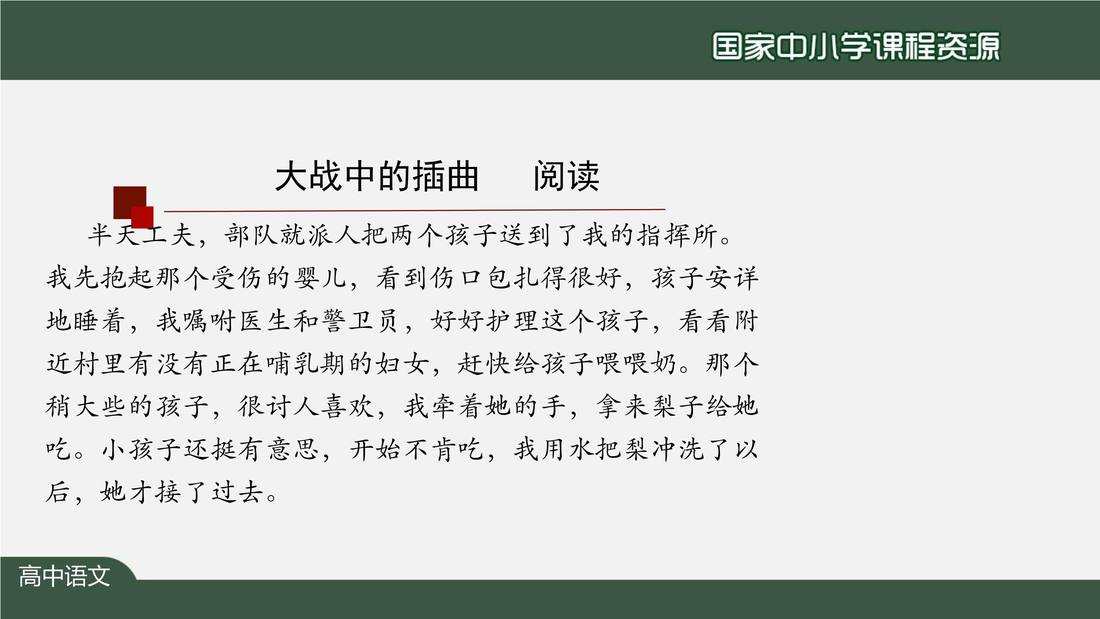 国家中小学课程资源
大战中的插曲 阅读
半天工夫，部队就派人把两个孩子送到了我的指挥所。
我先抱起那个受伤的婴儿，看到伤口包扎得很好，孩子安详
地睡着，我嘱咐医生和警卫员，好好护理这个孩子，看看附
近村里有没有正在哺乳期的妇女，赶快给孩子喂喂奶。那个
稍大些的孩子，很讨人喜欢，我牵着她的手，拿来梨子给她
吃。小孩子还挺有意思，开始不肯吃，我用水把梨冲洗了以
后，她才接了过去。
高中语文